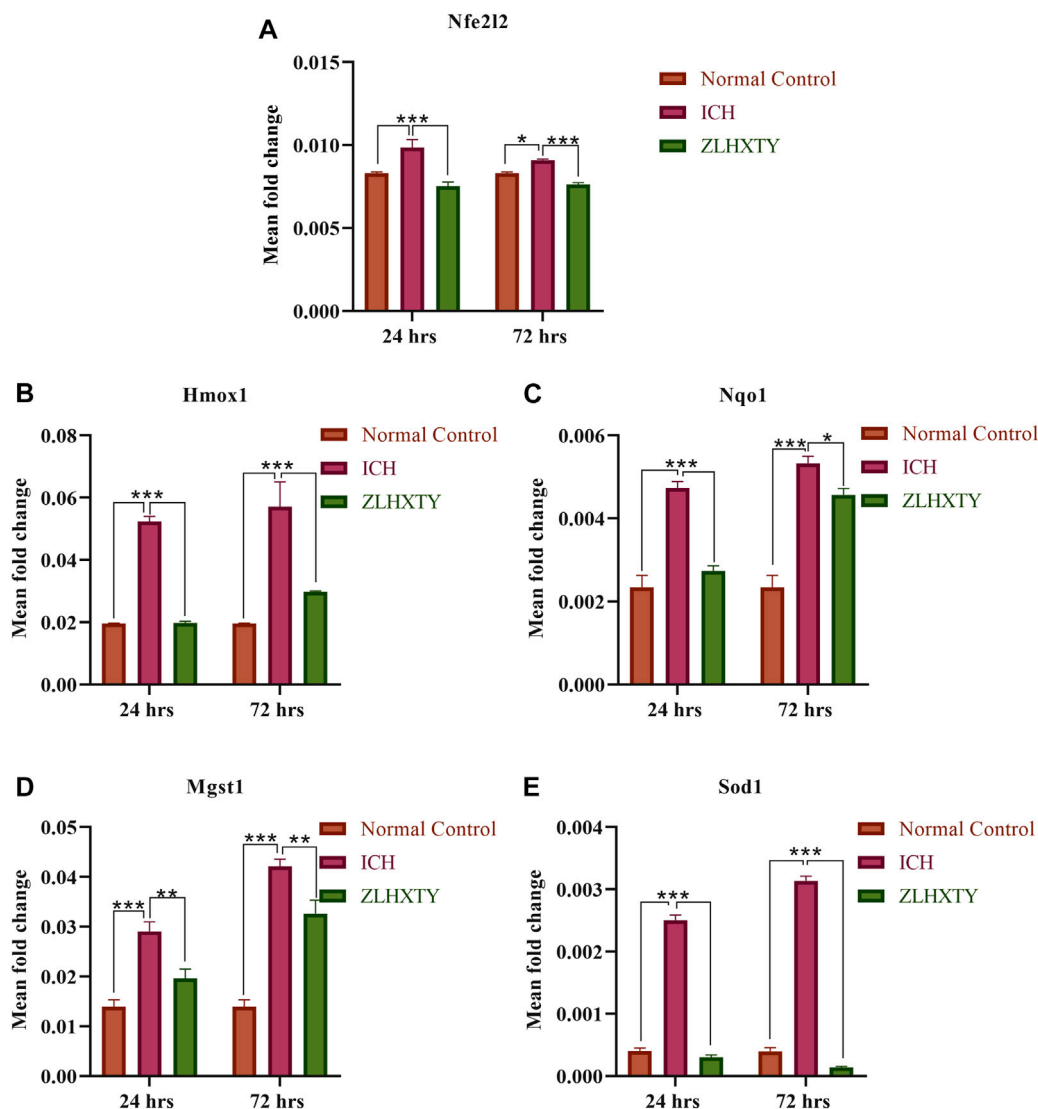 A
Nfe2l2
Mean fold change
0.015
0.010
0.005
0.000
***
*
***
24 hrs
72 hrs
Normal Control
ICH
ZLHXTY
B
Hmox1
Mean fold change
0.08
0.06
0.04
0.02
0.00
***
***
24 hrs
72 hrs
Normal Control
ICH
ZLHXTY
C
Nqo1
Mean fold change
0.006
0.004
0.002
0.000
***
***
*
24 hrs
72 hrs
Normal Control
ICH
ZLHXTY
D
Mgst1
Mean fold change
0.05
0.04
0.03
0.02
0.01
0.00
***
**
***
**
24 hrs
72 hrs
Normal Control
ICH
ZLHXTY
E
Sod1
Mean fold change
0.004
0.003
0.002
0.001
0.000
***
***
24 hrs
72 hrs
Normal Control
ICH
ZLHXTY